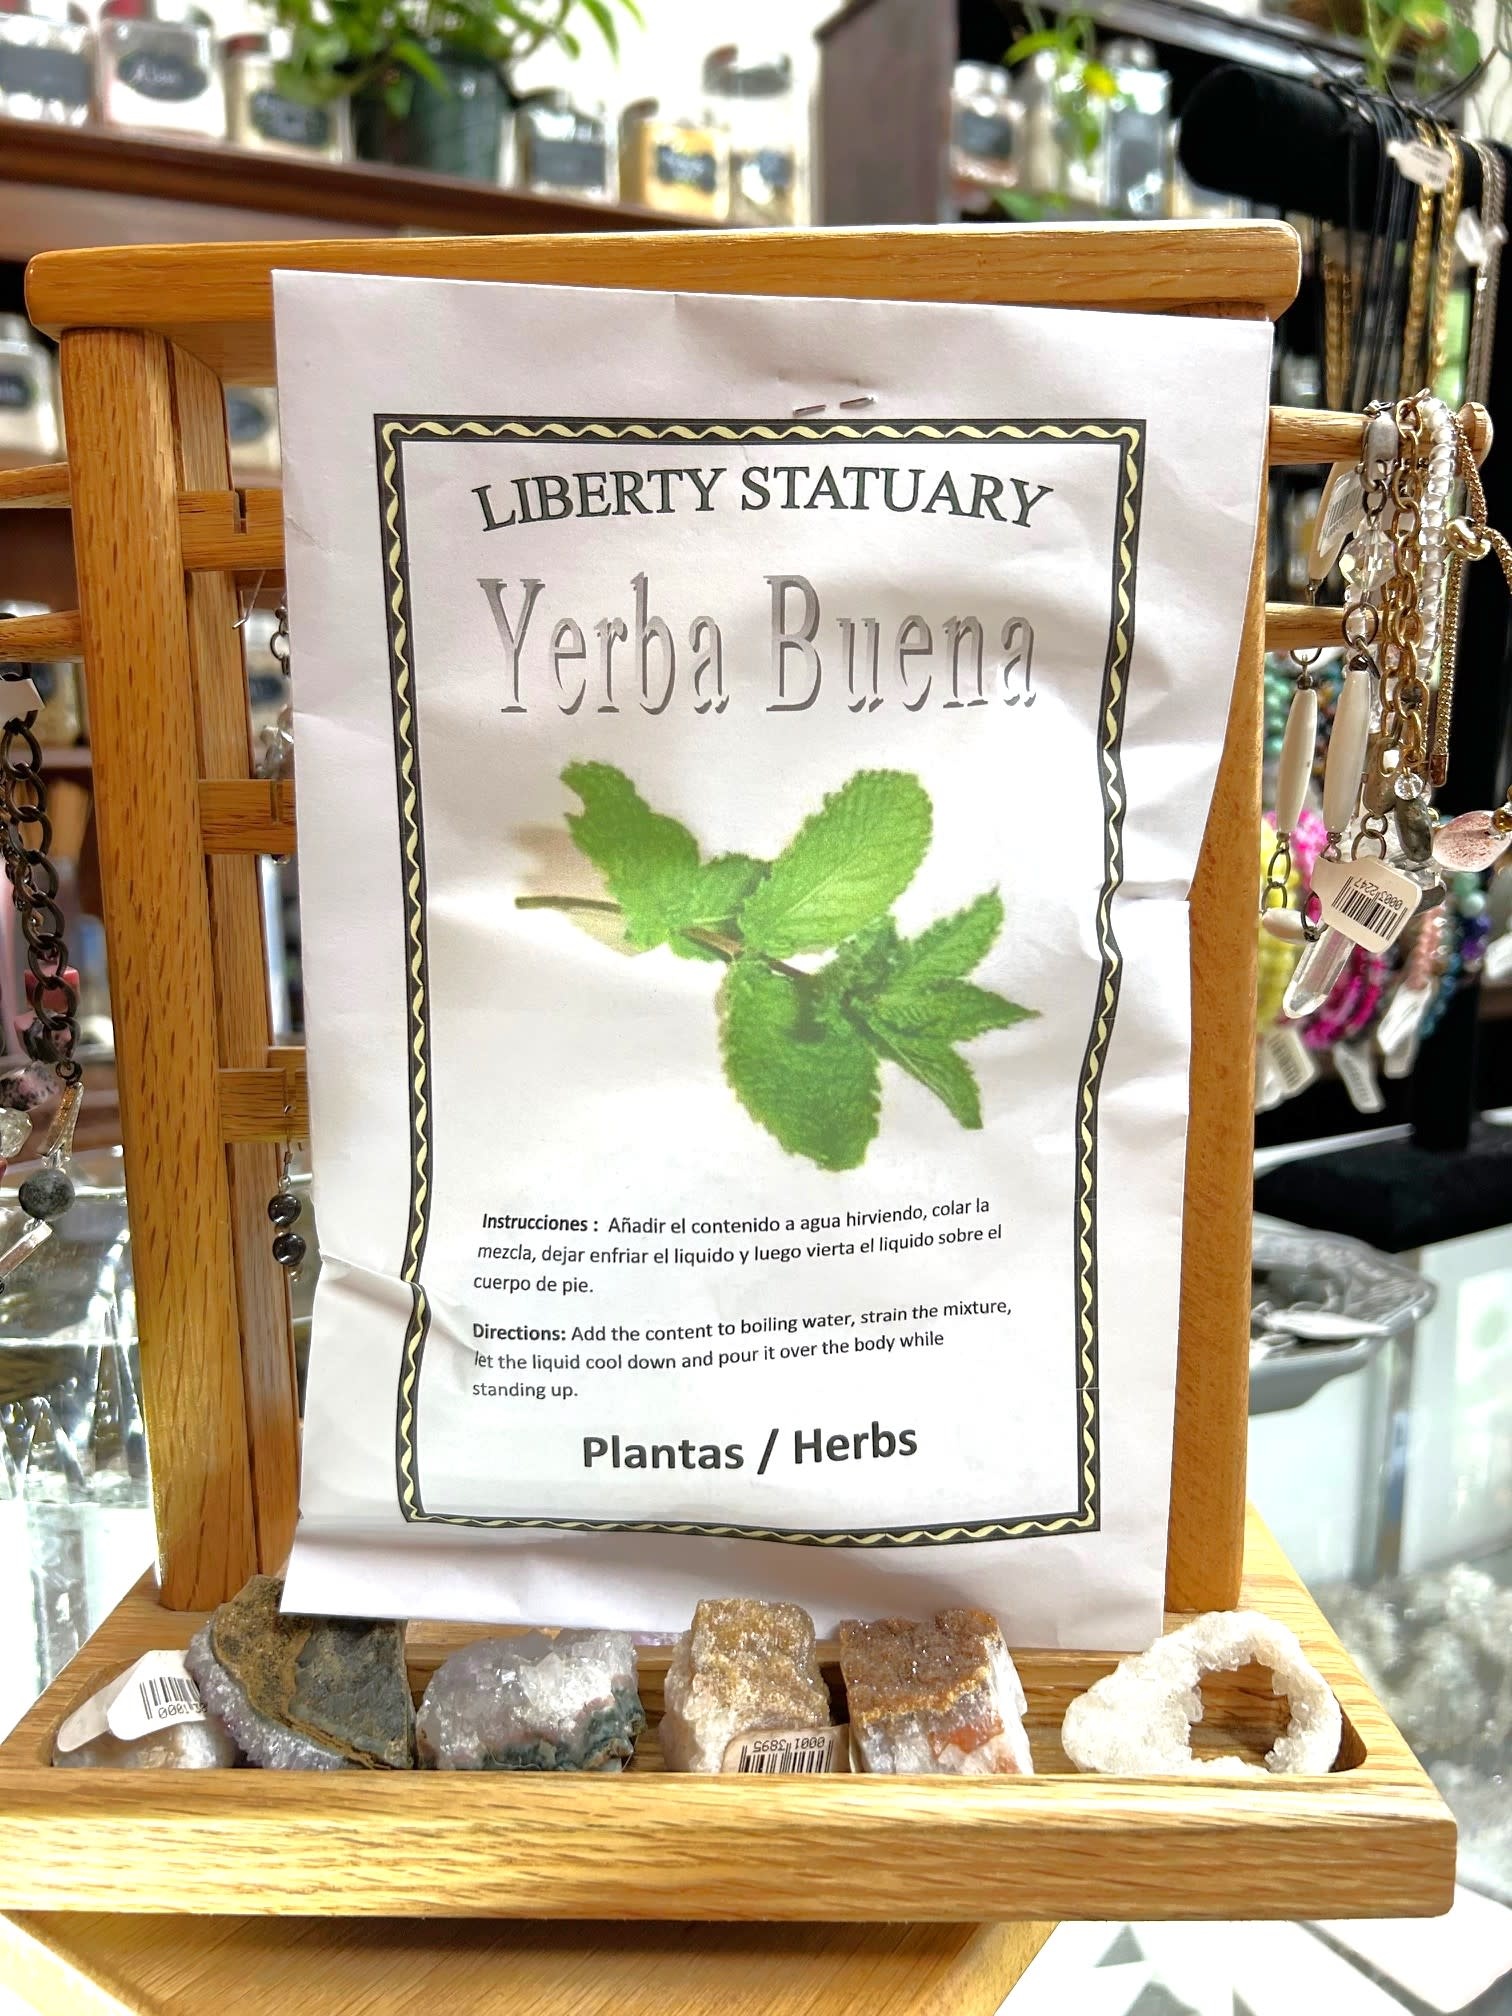 LIBERTY STATUARY
Yerba Buena
Instrucciones : Añadir el contenido a agua hirviendo, colar la
mezcla, dejar enfriar el liquido y luego vierta el liquido sobre el
cuerpo de pie.
Directions: Add the content to boiling water, strain the mixture,
let the liquid cool down and pour it over the body while
standing up.
Plantas / Herbs
00032247
00013895